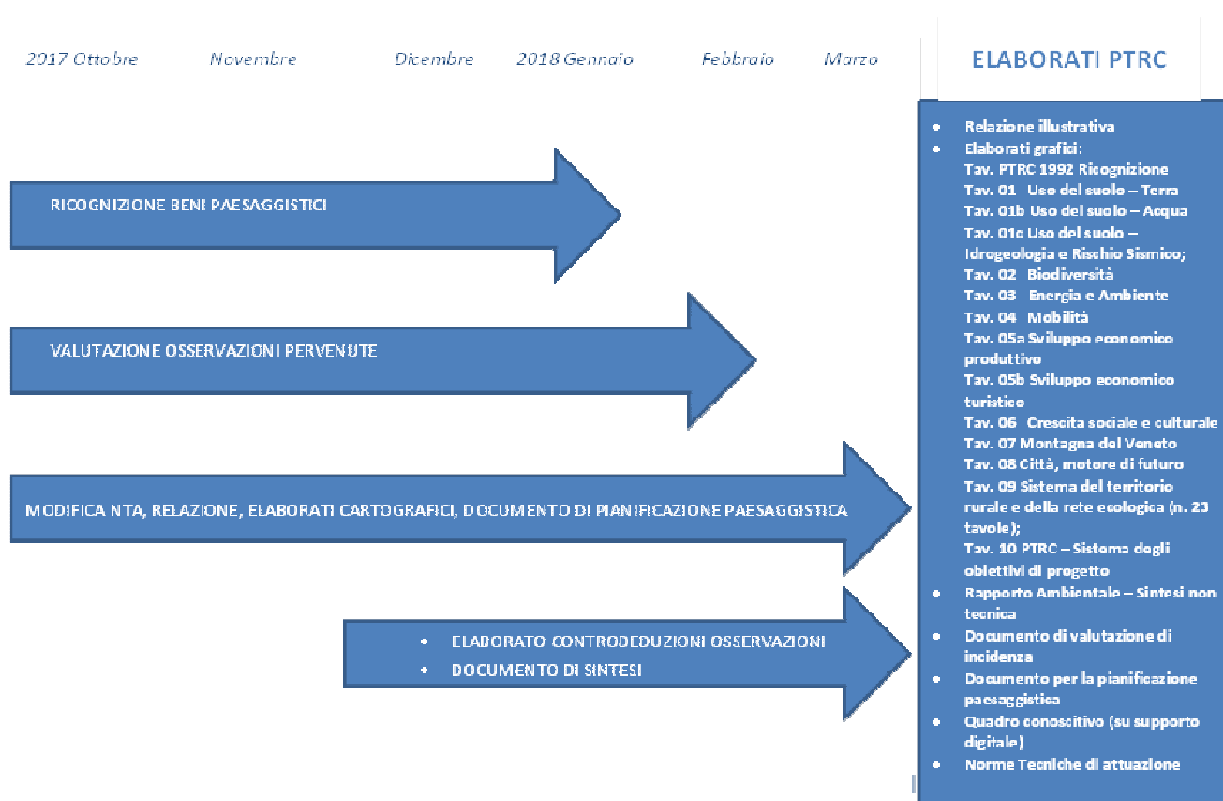 2017 Ottobre Novembre Dicembre 2018 Gennaio Febbraio Marzo
ELABORATI PTRC
RICOGNIZIONE BENI PAESAGGISTICI
VALUTAZIONE OSSERVAZIONI PERVENUTE
MODIFICA NTA, RELAZIONE, ELABORATI CARTOGRAFICI, DOCUMENTO DI PIANIFICAZIONE PAESAGGISTICA
• ELABORATO CONTRODEDUZIONI OSSERVAZIONI
• DOCUMENTO DI SINTESI
• Relazione illustrativa
• Elaborati grafici:
Tav. PTRC 1992 Ricognizione
Tav. 01 Uso del suolo – Terra
Tav. 01b Uso del suolo – Acqua
Tav. 01c Uso del suolo –
Idrogeologia e Rischio Sismico;
Tav. 02 Biodiversità
Tav. 03 Energia e Ambiente
Tav. 04 Mobilità
Tav. 05a Sviluppo economico
produttivo
Tav. 05b Sviluppo economico
turistico
Tav. 06 Crescita sociale e culturale
Tav. 07 Montagna del Veneto
Tav. 08 Città, motore di futuro
Tav. 09 Sistema del territorio
rurale e della rete ecologica (n. 23
tavole);
Tav. 10 PTRC – Sistema degli
obiettivi di progetto
• Rapporto Ambientale – Sintesi non
tecnica
• Documento di valutazione di
incidenza
• Documento per la pianificazione
paesaggistica
• Quadro conoscitivo (su supporto
digitale)
• Norme Tecniche di attuazione